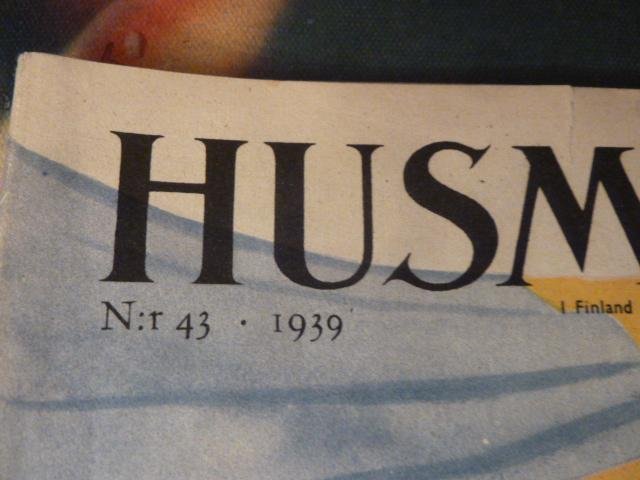 HUSM
N:r 43 · 1939
I Finland